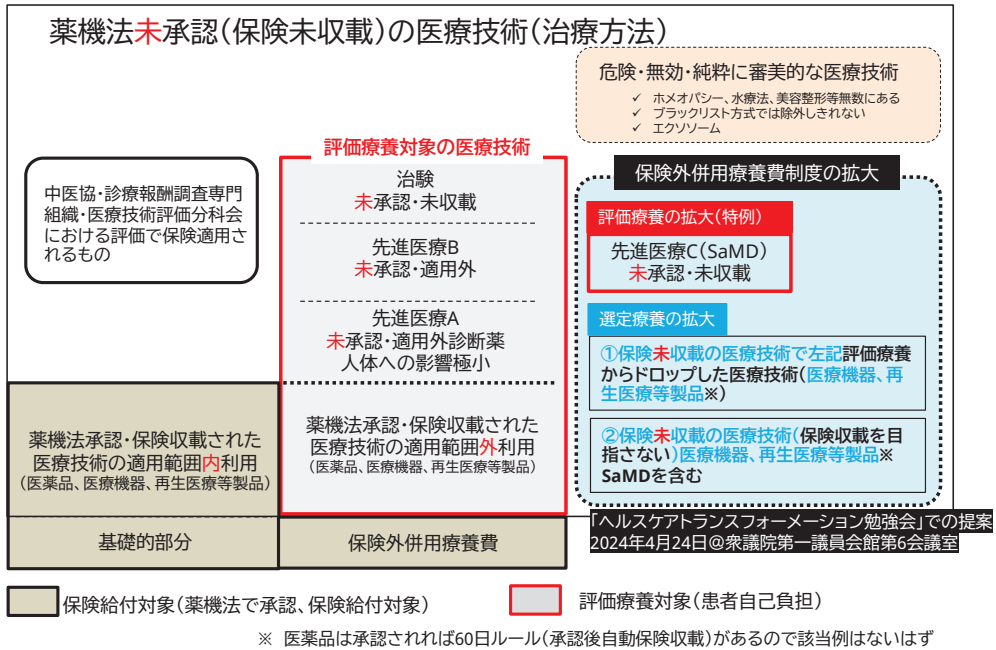 薬機法未承認(保険未収載)の医療技術(治療方法)
危険・無効・純粋に審美的な医療技術
✓ ホメオパシー、水療法、美容整形等無数にある
✓ ブラックリスト方式では除外しきれない
✓ エクソソーム
中医協・診療報酬調査専門
組織・医療技術評価分科会
における評価で保険適用さ
れるもの
評価療養対象の医療技術
治験
未承認・未収載
先進医療B
未承認・適用外
先進医療A
未承認・適用外診断薬
人体への影響極小
薬機法承認・保険収載された
医療技術の適用範囲内利用
(医薬品、医療機器、再生医療等製品)
薬機法承認・保険収載された
医療技術の適用範囲外利用
(医薬品、医療機器、再生医療等製品)
保険外併用療養費制度の拡大
評価療養の拡大(特例)
先進医療C(SaMD)
未承認・未収載
選定療養の拡大
①保険未収載の医療技術で左記評価療養
からドロップした医療技術(医療機器、再
生医療等製品※)
②保険未収載の医療技術(保険収載を目
指さない)医療機器、再生医療等製品※
SaMDを含む
「ヘルスケアトランスフォーメーション勉強会」での提案
2024年4月24日@衆議院第一議員会館第6会議室
基礎的部分
保険外併用療養費
保険給付対象(薬機法で承認、保険給付対象)
評価療養対象(患者自己負担)
※ 医薬品は承認されれば60日ルール(承認後自動保険収載)があるので該当例はないはず